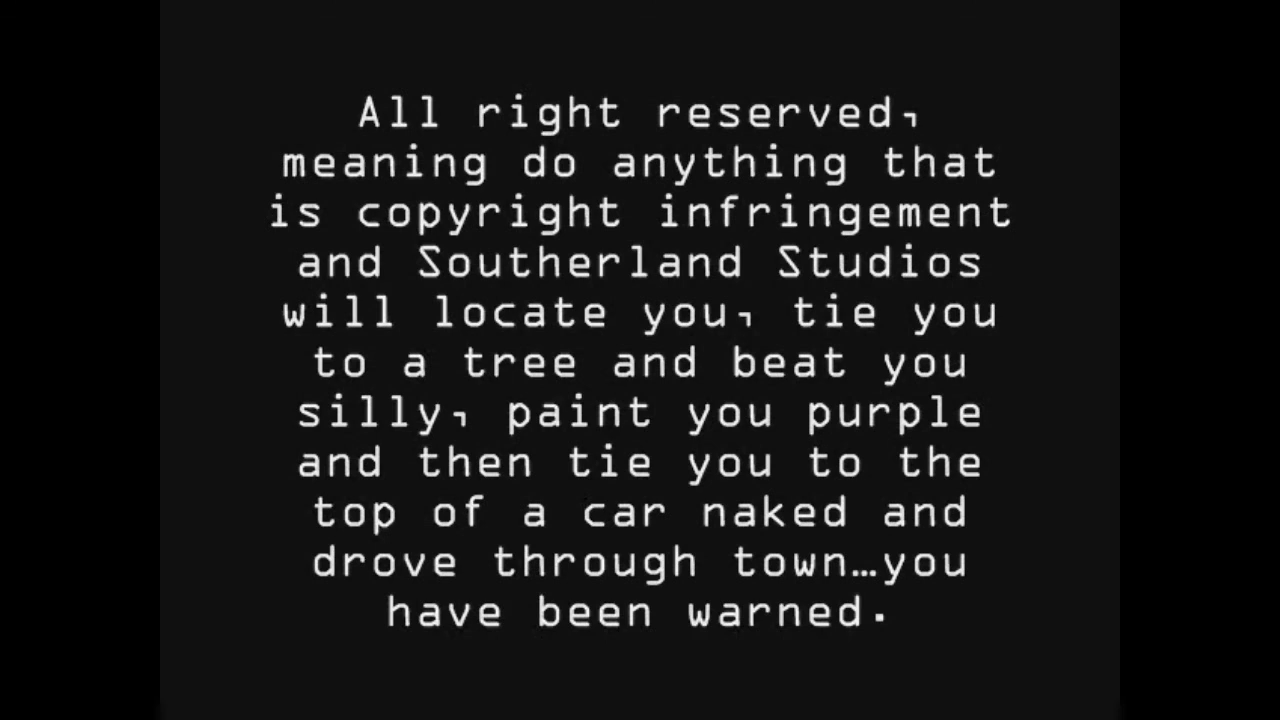 All right reserved,
meaning do anything that
is copyright infringement
and Southerland Studios
will locate you, tie you
to a tree and beat you
silly, paint you purple
and then tie you to the
top of a car naked and
drove through town…you
have been warned.